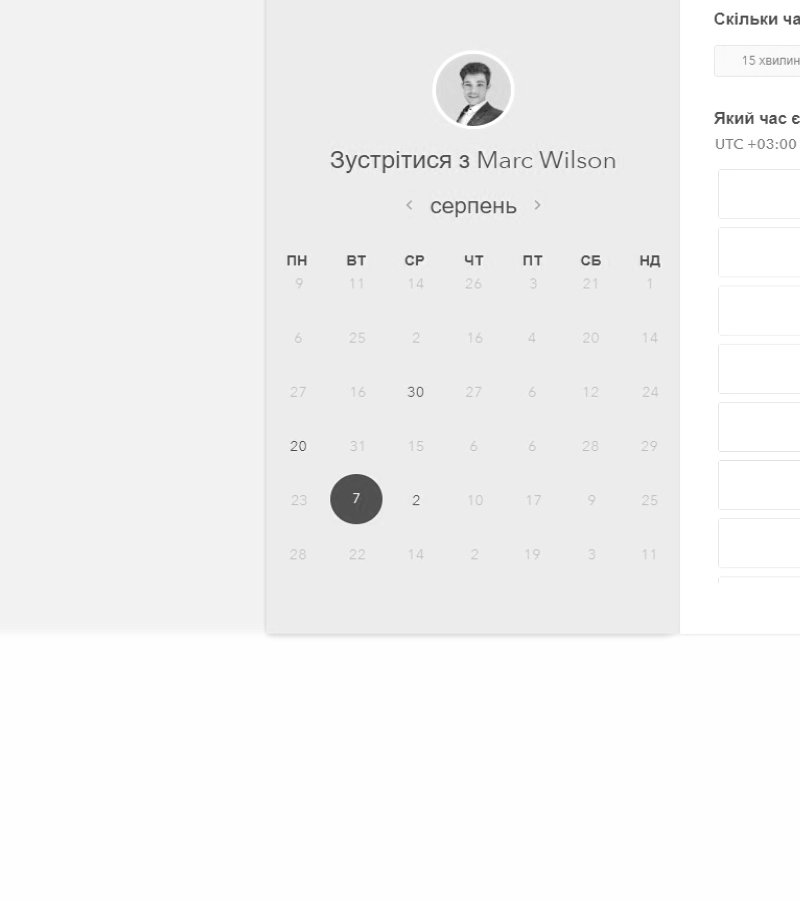 Скільки ча
15 хвилин
Який час є
UTC +03:00
Зустрітися з Marc Wilson
< серпень >
ПН ВТ СР ЧТ ПТ СБ НД
9 11 14 26 3 21 1
6 25 2 16 4 20 14
27 16 30 27 6 12 24
20 31 15 6 6 28 29
23 7 2 10 17 9 25
28 22 14 2 19 3 11